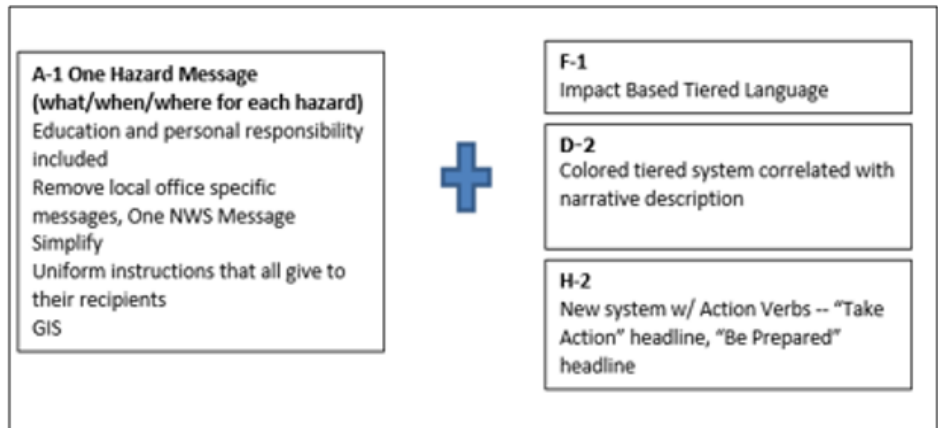 A-1 One Hazard Message
(what/when/where for each hazard)
Education and personal responsibility
included
Remove local office specific
messages, One NWS Message
Simplify
Uniform instructions that all give to
their recipients
GIS
F-1
Impact Based Tiered Language
D-2
Colored tiered system correlated with
narrative description
H-2
New system w/ Action Verbs -- “Take
Action” headline, “Be Prepared”
headline